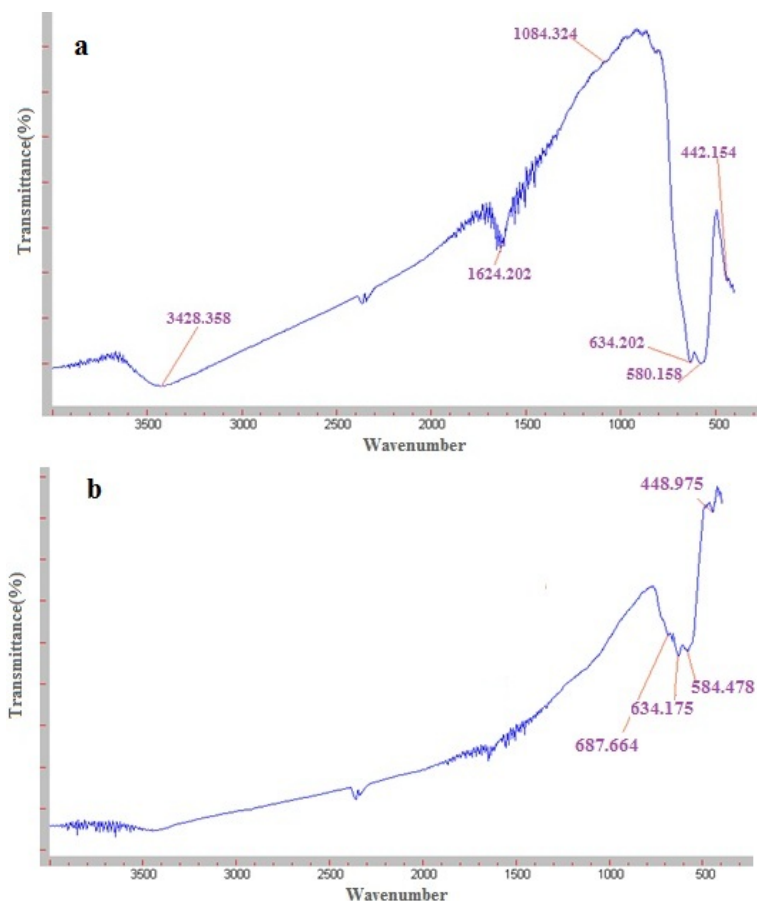 a
1084.324
442.154
Transmittance(%)
1624.202
3428.358
634.202
580.158
3500 3000 2500 2000 1500 1000 500
Wavenumber
b
448.975
Transmittance(%)
584.478
634.175
687.664
3500 3000 2500 2000 1500 1000 500
Wavenumber